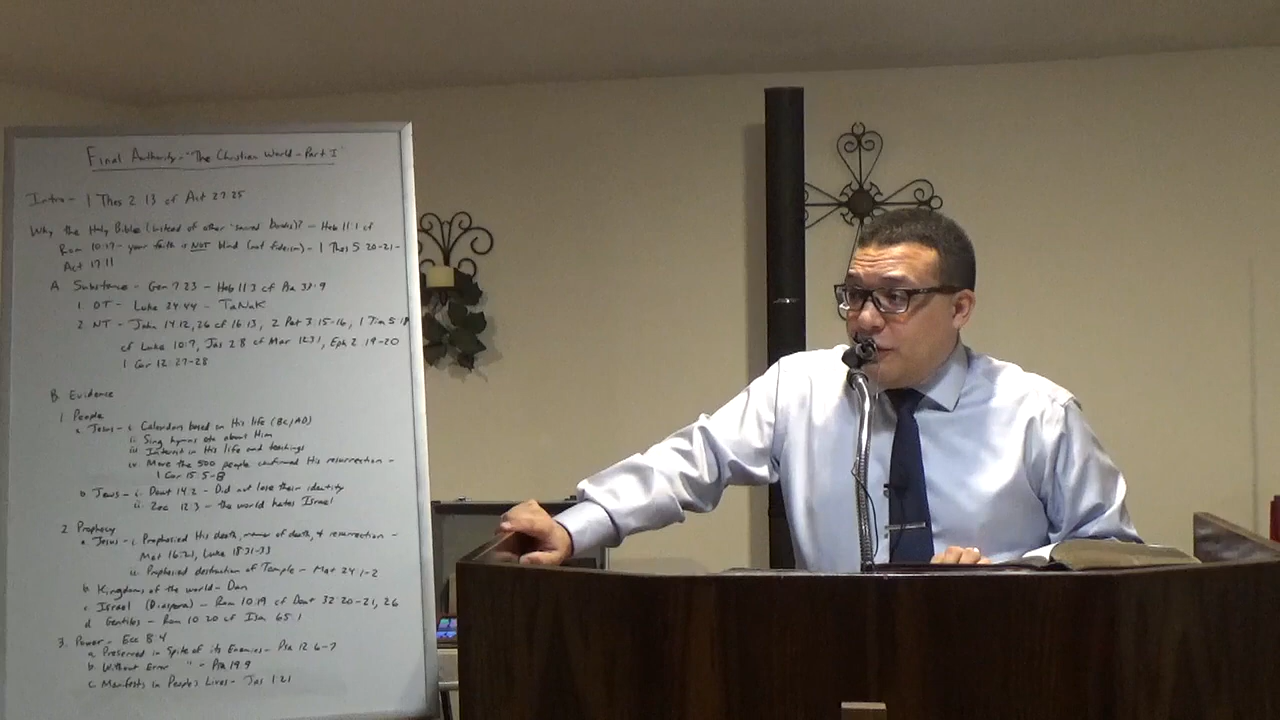 Final Authority - "The Christian World - Part I"
Intro - 1 Thes 2:13 cf Act 27:25
Why the Holy Bible (instead of other "sacred books")? - Heb 11:1 cf
Rom 10:17 - your faith is NOT blind (not fideism) - 1 Thes 5:20-21 -
Act 17:11
A. Substance - Gen 7:23 - Heb 11:3 cf Psa 33:9
1. OT - Luke 24:44 - TaNaK
2. NT - John 14:12, 26 cf 16:13, 2 Pet 3:15-16, 1 Tim 5:18
cf Luke 10:7, Jas 2:8 cf Mar 12:31, Eph 2:19-20
1 Cor 12:27-28
B. Evidence
1. People
a. Jesus - i. Calendars based on His life (BC/AD)
ii. Sing hymns etc about Him
iii. Interest in His life and teachings
iv. More the 500 people confirmed His resurrection -
1 Cor 15:5-8
b. Jews - i. Deut 14:2 - Did not lose their identity
ii. Zec 12:3 - the world hates Israel
2. Prophecy
a. Jesus - i. Prophesied His death, manner of death, & resurrection -
Mat 16:21, Luke 18:31-33
ii. Prophesied destruction of Temple - Mat 24:1-2
b. Kingdoms of the world - Dan
c. Israel (Diaspora) - Rom 10:19 cf Deut 32:20-21, 26
d. Gentiles - Rom 10:20 cf Isa 65:1
3. Power - Ecc 8:4
a. Preserved in Spite of its Enemies - Psa 12:6-7
b. Without Error " - Psa 19:9
c. Manifests in People's Lives - Jas 1:21